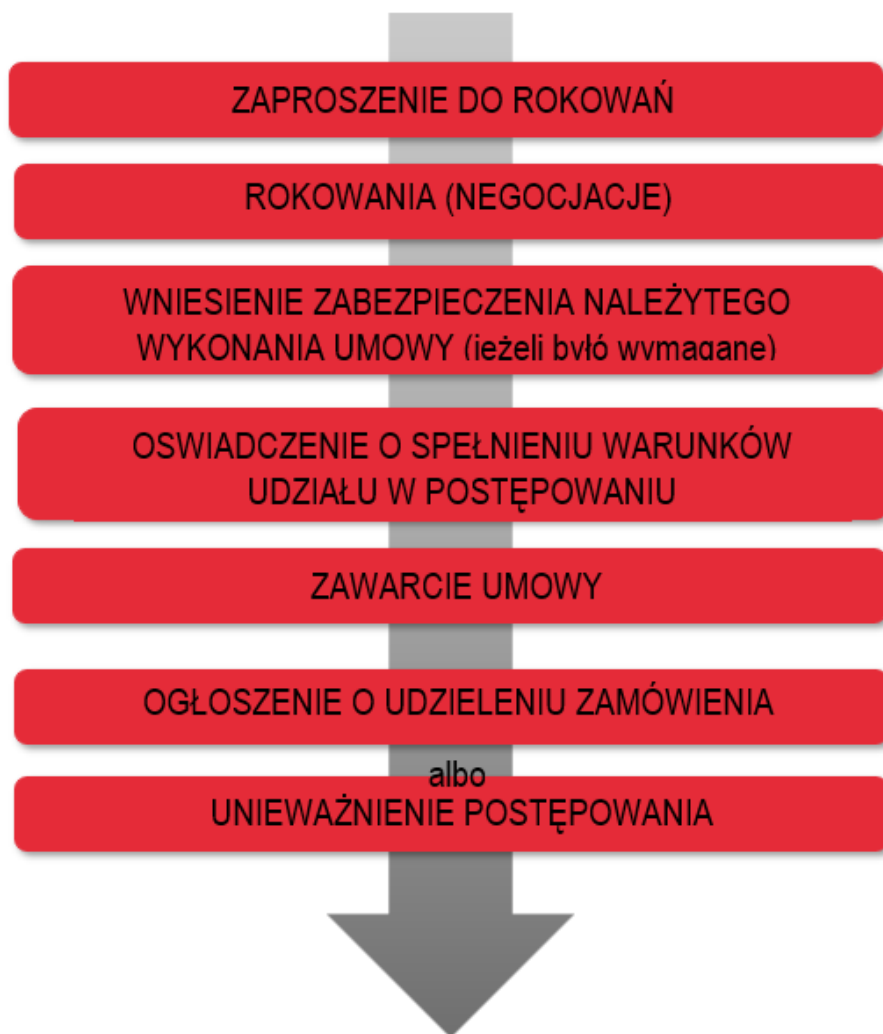 ZAPROSZENIE DO ROKOWAŃ
ROKOWANIA (NEGOCJACJE)
WNIESIENIE ZABEZPIECZENIA NALEŻYTEGO
WYKONANIA UMOWY (jeżeli byłó wymagane)
OSWIADCZENIE O SPEŁNIENIU WARUNKÓW
UDZIAŁU W POSTĘPOWANIU
ZAWARCIE UMOWY
OGŁOSZENIE O UDZIELENIU ZAMÓWIENIA
albo
UNIEWAŻNIENIE POSTĘPOWANIA